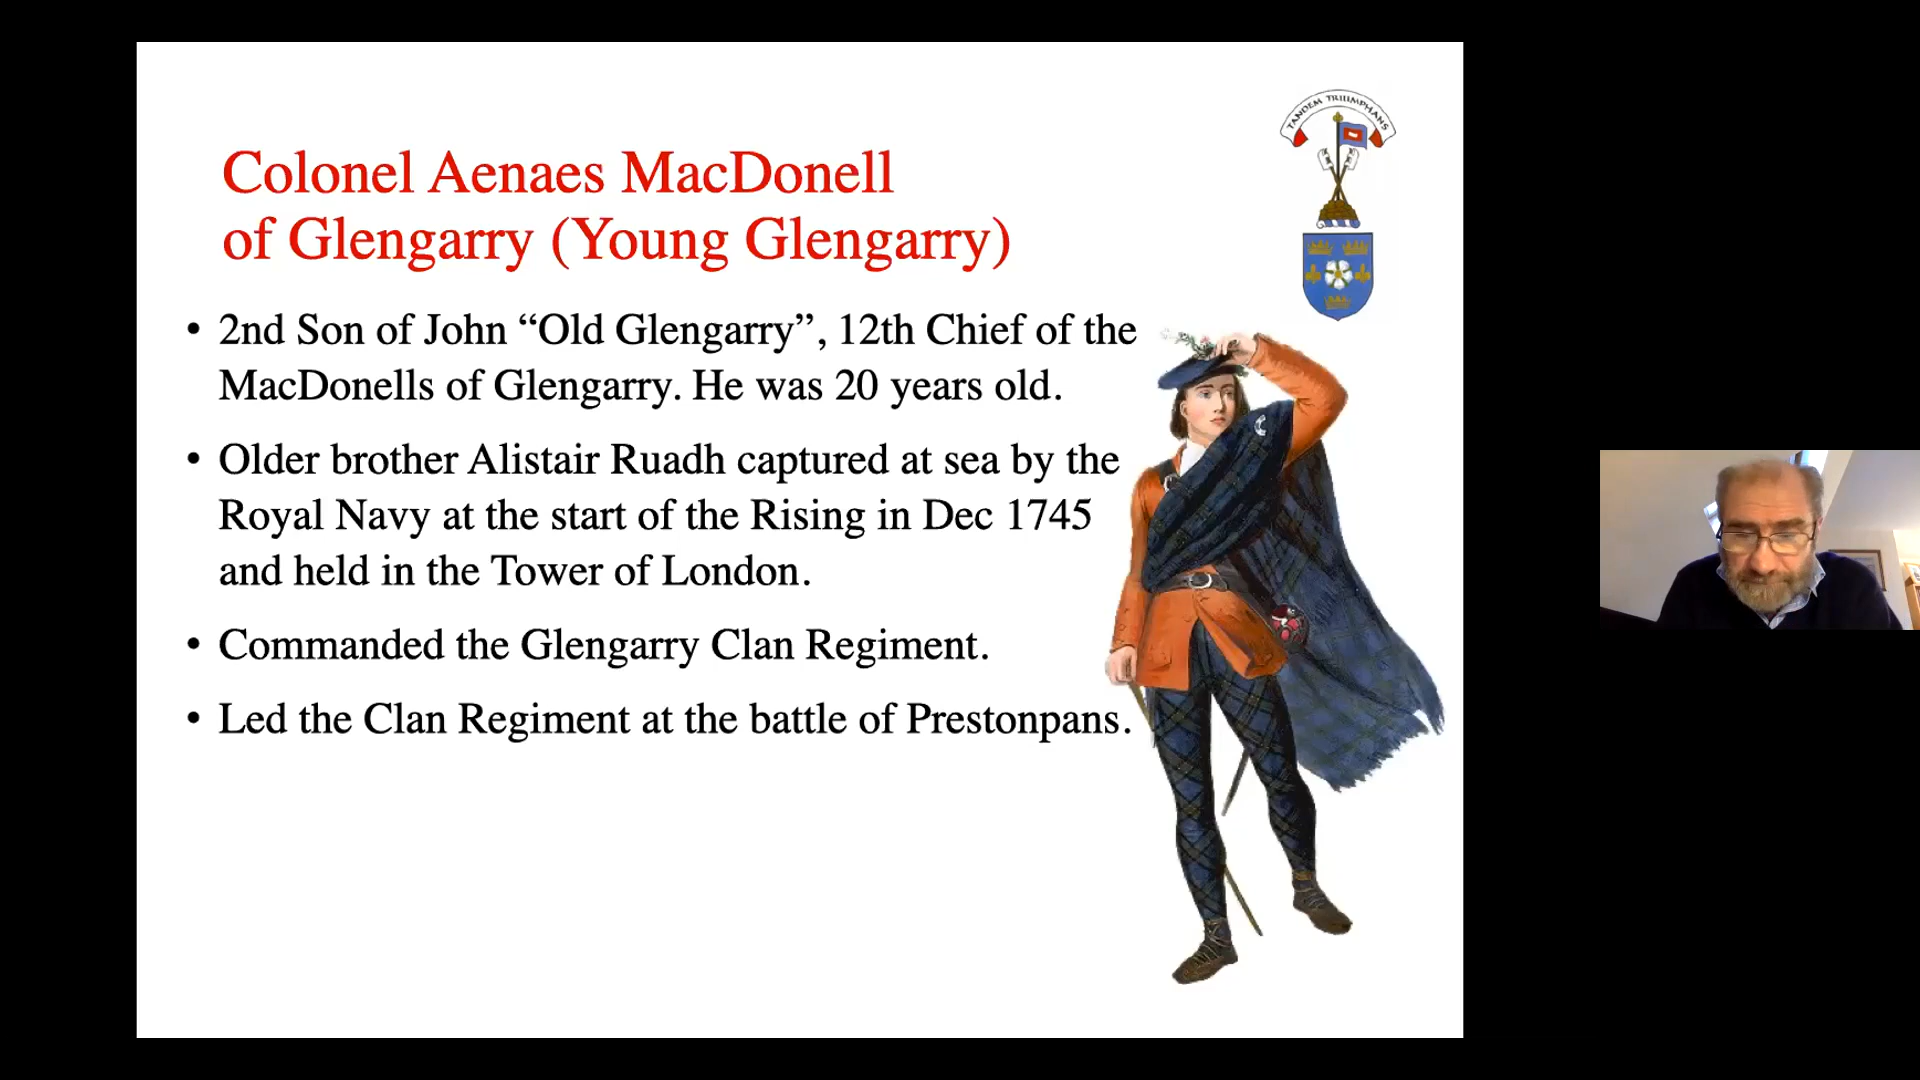 TANDEM TRIUMPHANS
Colonel Aenaes MacDonell
of Glengarry (Young Glengarry)
• 2nd Son of John “Old Glengarry”, 12th Chief of the
MacDonells of Glengarry. He was 20 years old.
• Older brother Alistair Ruadh captured at sea by the
Royal Navy at the start of the Rising in Dec 1745
and held in the Tower of London.
• Commanded the Glengarry Clan Regiment.
• Led the Clan Regiment at the battle of Prestonpans.